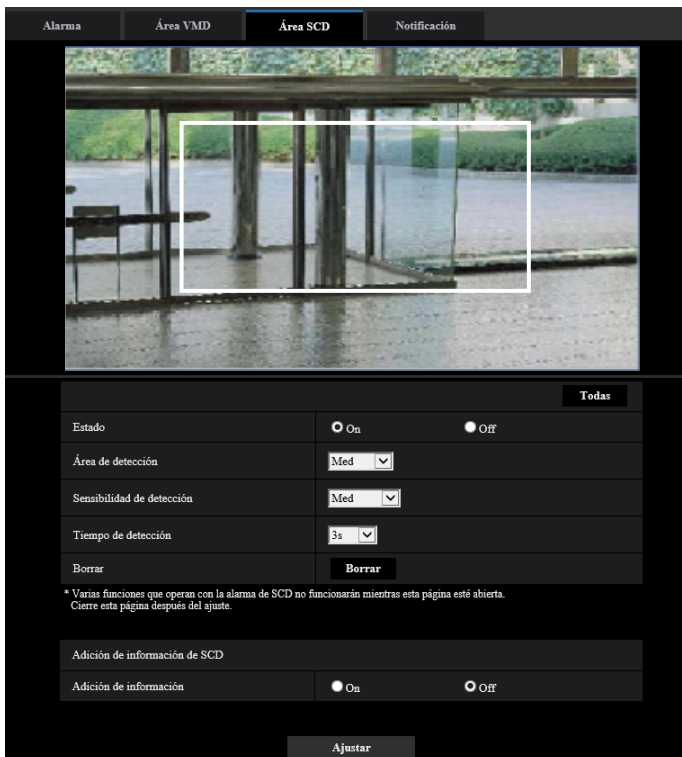 Alarma Área VMD Área SCD Notificación
Todas
Estado On Off
Área de detección Med
Sensibilidad de detección Med
Tiempo de detección 3s
Borrar Borrar
* Varias funciones que operan con la alarma de SCD no funcionarán mientras esta página esté abierta.
Cierre esta página después del ajuste.
Adición de información de SCD
Adición de información On Off
Ajustar